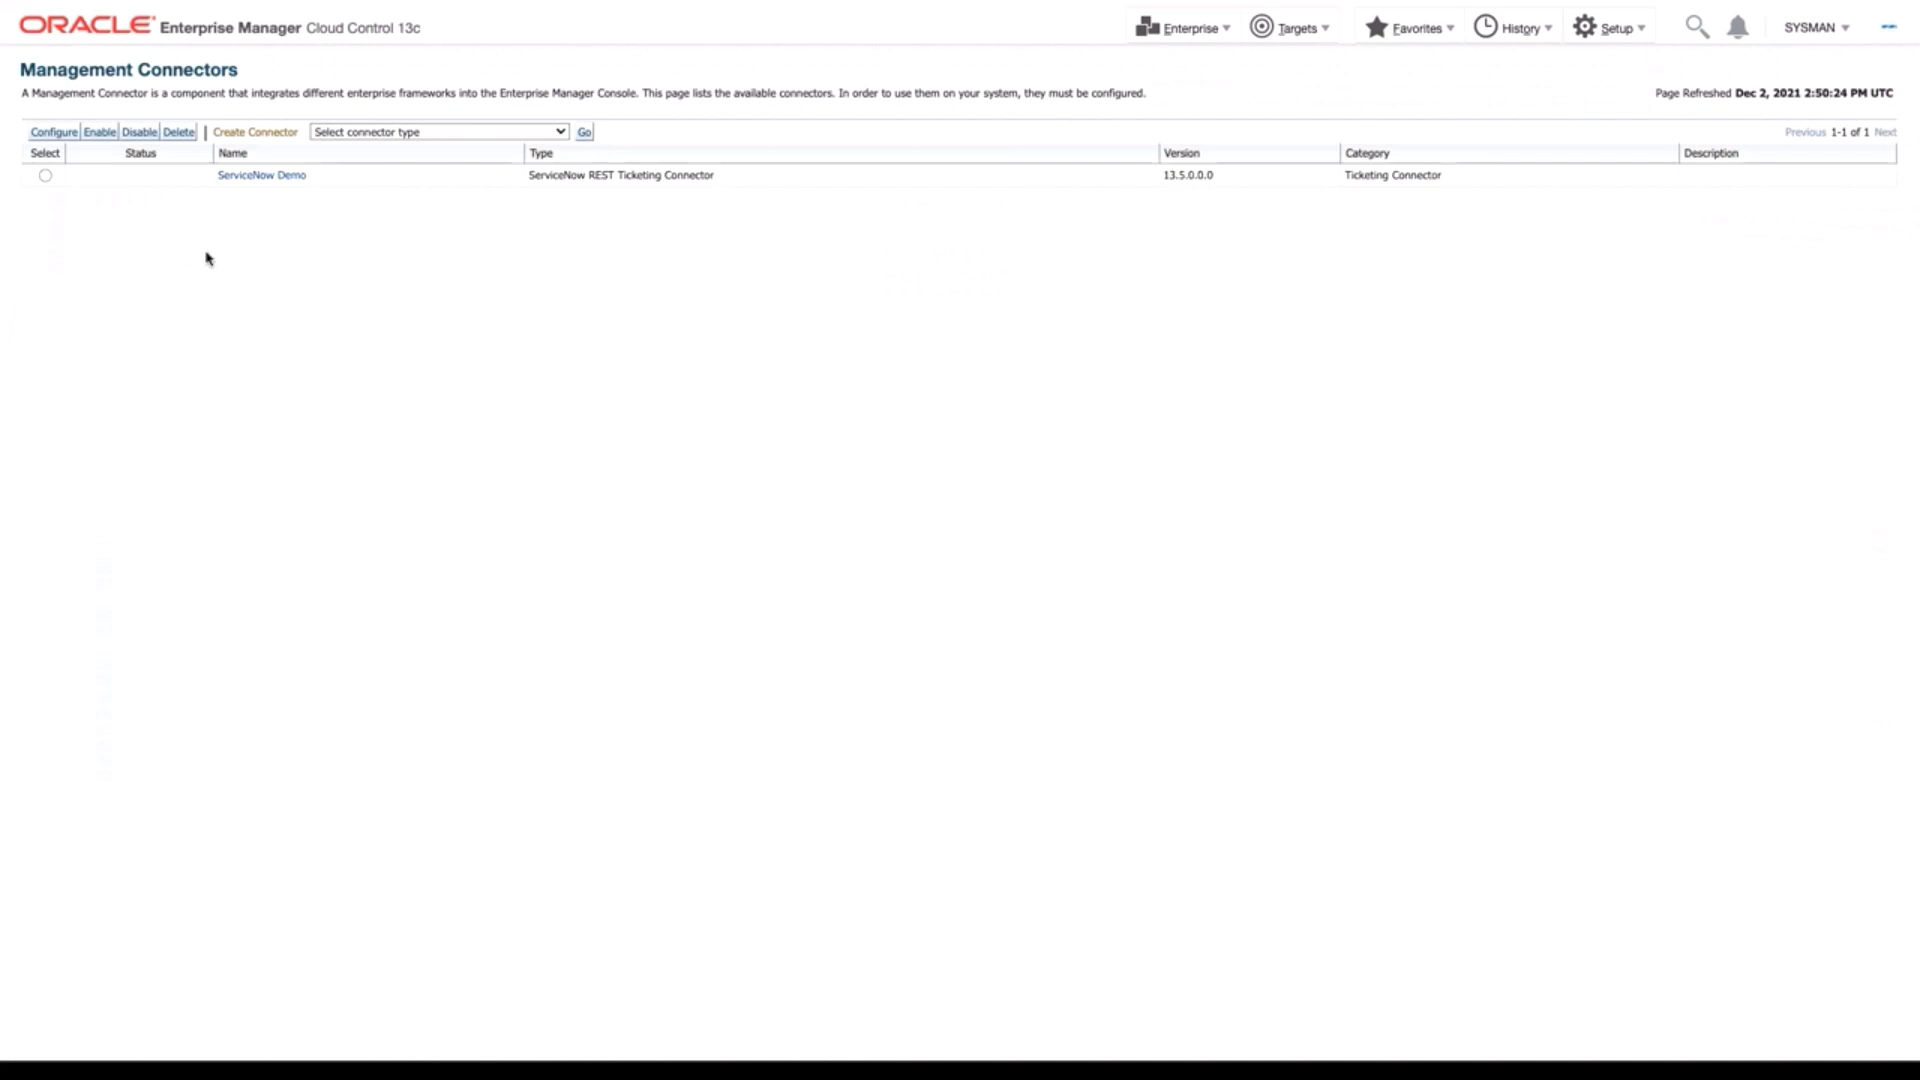 ORACLE Enterprise Manager Cloud Control 13c Enterprise Targets Favorites History Setup SYSMAN
Management Connectors
A Management Connector is a component that integrates different enterprise frameworks into the Enterprise Manager Console. This page lists the available connectors. In order to use them on your system, they must be configured. Page Refreshed Dec 2, 2021 2:50:24 PM UTC
Configure Enable Disable Delete | Create Connector Select connector type Go Previous 1-1 of 1 Next
Select Status Name Type Version Category Description
ServiceNow Demo ServiceNow REST Ticketing Connector 13.5.0.0.0 Ticketing Connector